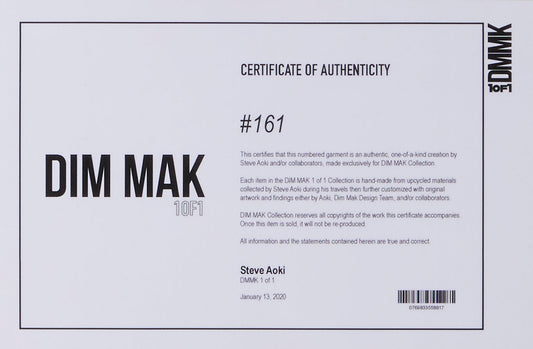 DMMK
1OF1
CERTIFICATE OF AUTHENTICITY
#161
This certifies that this numbered garment is an authentic, one-of-a-kind creation by
Steve Aoki and/or collaborators, made exclusively for DIM MAK Collection.
DIM MAK
1OF1
Each item in the DIM MAK 1 of 1 Collection is hand-made from upcycled materials
collected by Steve Aoki during his travels then further customized with original
artwork and findings either by Aoki, Dim Mak Design Team, and/or collaborators.
DIM MAK Collection reserves all copyrights of the work this certificate accompanies.
Once this item is sold, it will not be re-produced.
All information and the statements contained herein are true and correct.
Steve Aoki
DMMK 1 of 1
January 13, 2020